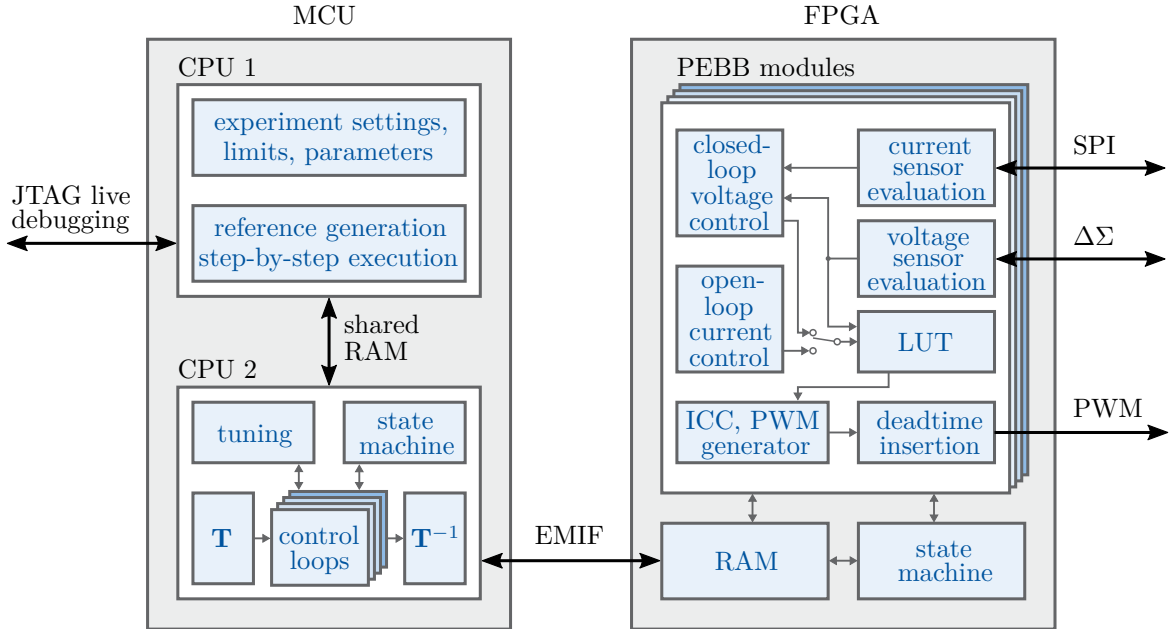 MCU
CPU 1
experiment settings,
limits, parameters
JTAG live
debugging
reference generation
step-by-step execution
shared
RAM
CPU 2
tuning
state
machine
T
control
loops
T⁻¹
EMIF
FPGA
PEBB modules
closed-
loop
voltage
control
current
sensor
evaluation
SPI
voltage
sensor
evaluation
ΔΣ
open-
loop
current
control
LUT
ICC, PWM
generator
deadtime
insertion
PWM
RAM
state
machine